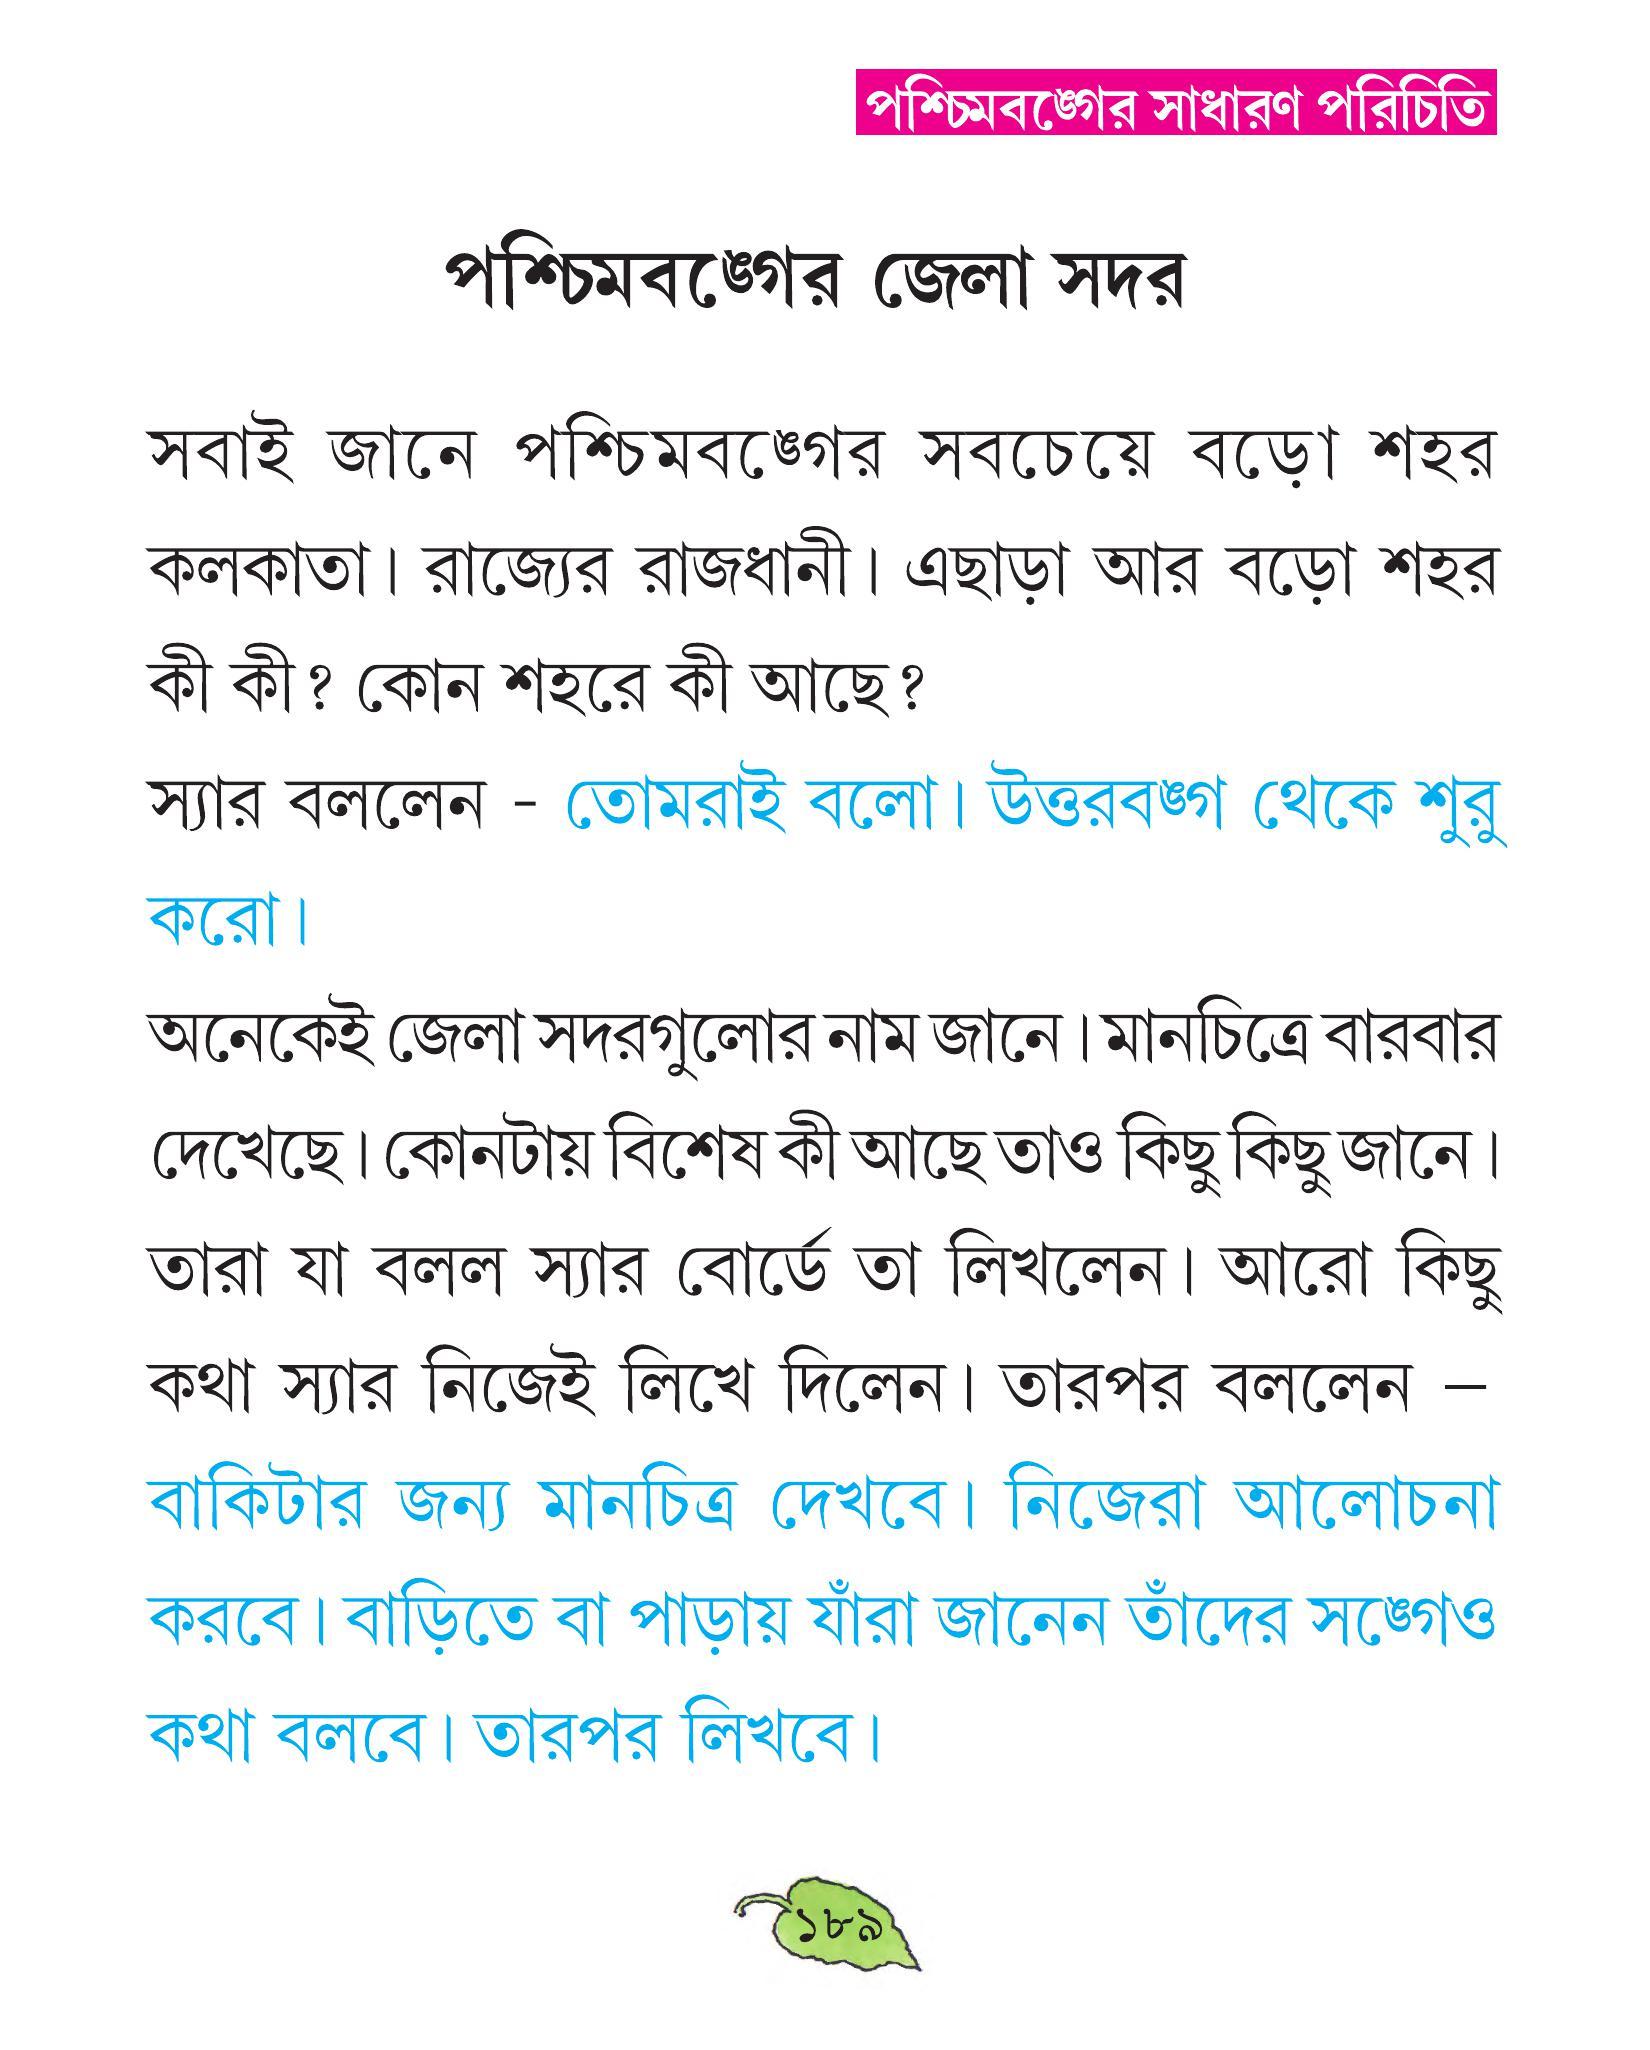 পশ্চিমবঙ্গের সাধারণ পরিচিতি
পশ্চিমবঙ্গের জেলা সদর
সবাই জানে পশ্চিমবঙ্গের সবচেয়ে বড়ো শহর
কলকাতা। রাজ্যের রাজধানী। এছাড়া আর বড়ো শহর
কী কী? কোন শহরে কী আছে?
স্যার বললেন - তোমরাই বলো। উত্তরবঙ্গ থেকে শুরু
করো।
অনেকেই জেলা সদরগুলোর নাম জানে। মানচিত্রে বারবার
দেখেছে। কোনটায় বিশেষ কী আছে তাও কিছু কিছু জানে।
তারা যা বলল স্যার বোর্ডে তা লিখলেন। আরো কিছু
কথা স্যার নিজেই লিখে দিলেন। তারপর বললেন —
বাকিটার জন্য মানচিত্র দেখবে। নিজেরা আলোচনা
করবে। বাড়িতে বা পাড়ায় যাঁরা জানেন তাঁদের সঙ্গেও
কথা বলবে। তারপর লিখবে।
১৮৯